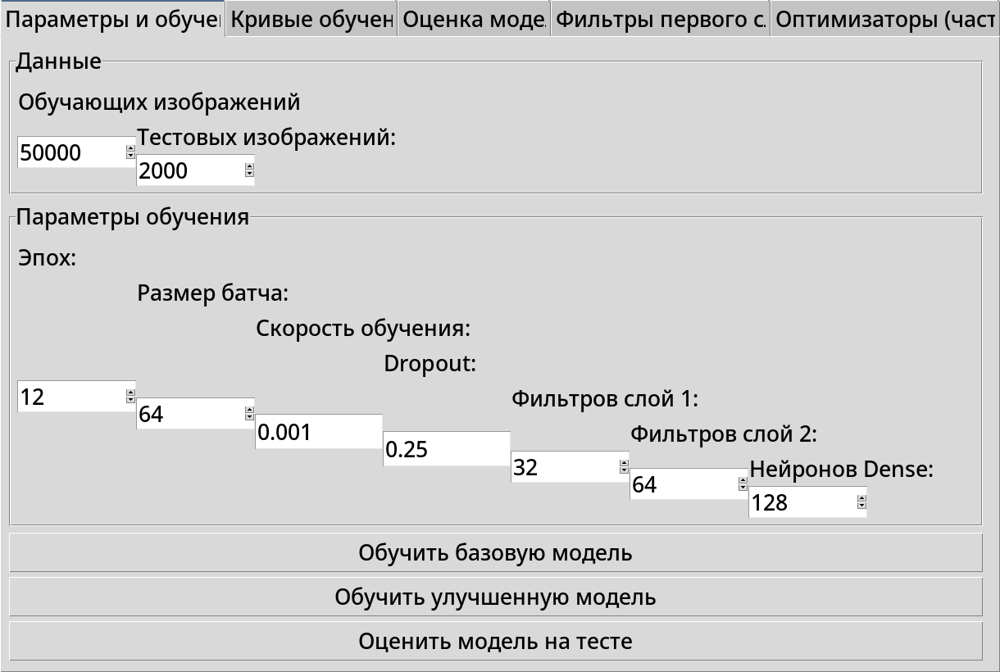 Параметры и обуче
Кривые обучен
Оценка моде.
Фильтры первого с.
Оптимизаторы (част
Данные
Обучающих изображений
Тестовых изображений:
50000
2000
Параметры обучения
Эпох:
Размер батча:
Скорость обучения:
Dropout:
12
Фильтров слой 1:
64
0.001
Фильтров слой 2:
0.25
32
Нейронов Dense:
64
128
Обучить базовую модель
Обучить улучшенную модель
Оценить модель на тесте